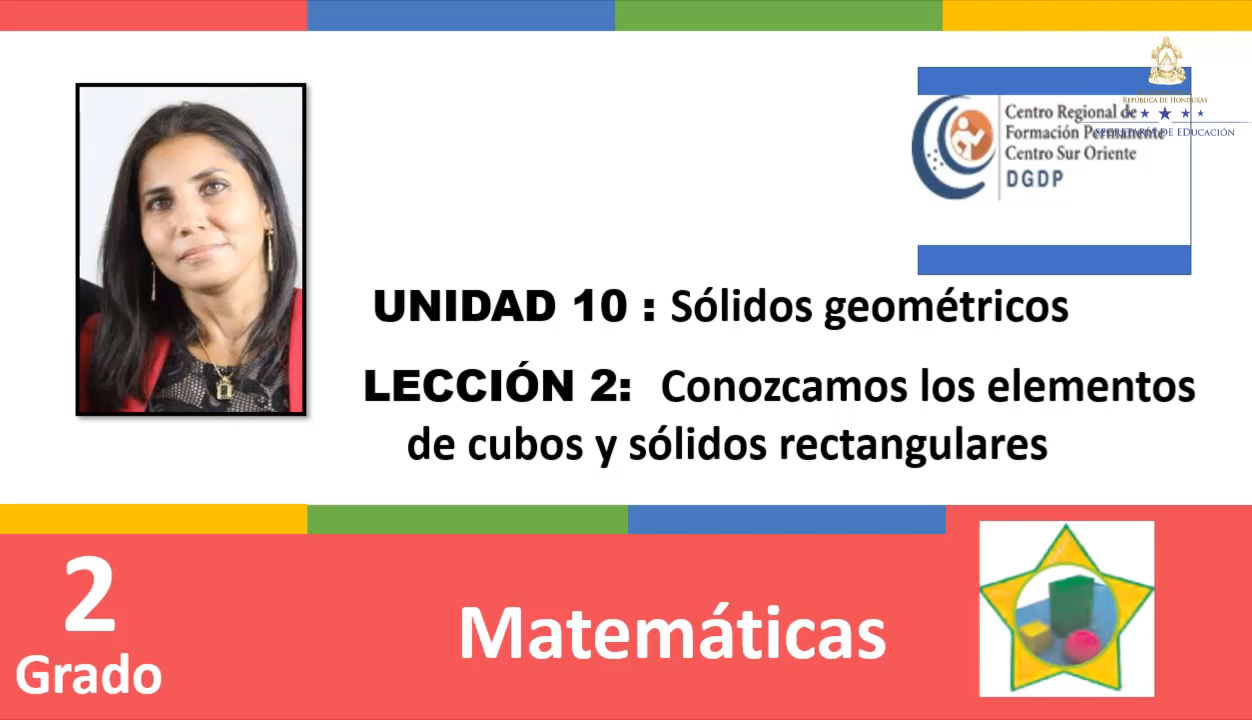 REPÚBLICA DE HONDURAS
SECRETARÍA DE EDUCACIÓN
Centro Regional de
Formación Permanente
Centro Sur Oriente
DGDP
UNIDAD 10 : Sólidos geométricos
LECCIÓN 2: Conozcamos los elementos
de cubos y sólidos rectangulares
2
Grado
Matemáticas